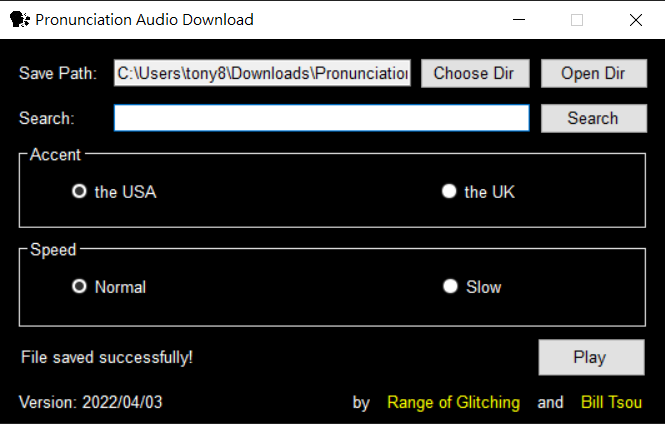 Pronunciation Audio Download
Save Path: C:\Users\tony8\Downloads\Pronunciation Choose Dir Open Dir
Search: Search
Accent
the USA the UK
Speed
Normal Slow
File saved successfully! Play
Version: 2022/04/03 by Range of Glitching and Bill Tsou